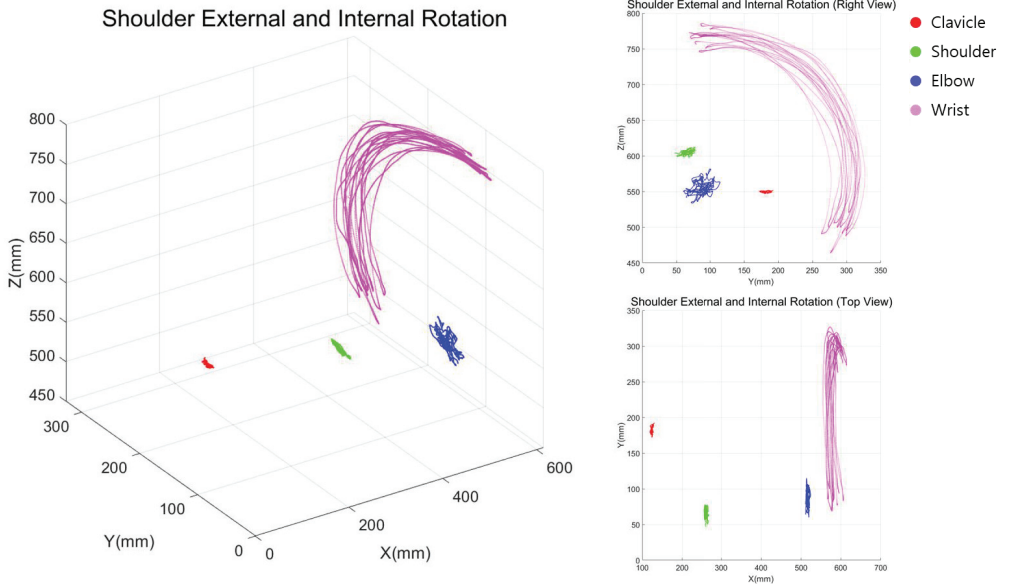 Shoulder External and Internal Rotation
800
750
700
650
600
550
500
450
Z(mm)
300
200
100
0
Y(mm)
0
200
400
600
X(mm)
Shoulder External and Internal Rotation (Right View)
800
750
700
650
600
550
500
450
Z(mm)
0 50 100 150 200 250 300 350
Y(mm)
Clavicle
Shoulder
Elbow
Wrist
Shoulder External and Internal Rotation (Top View)
350
300
250
200
150
100
50
0
Y(mm)
100 200 300 400 500 600 700
X(mm)